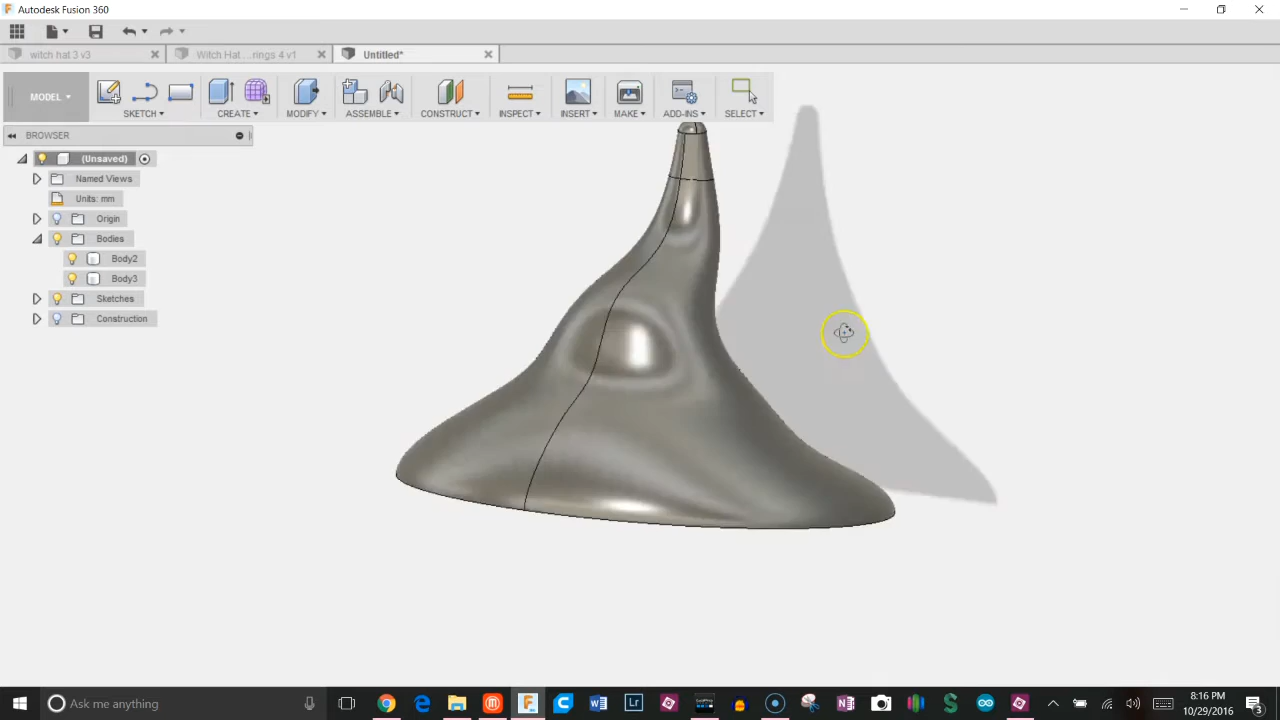 Autodesk Fusion 360
witch hat 3 v3
Witch Hat ...rings 4 v1
Untitled*
MODEL
SKETCH
CREATE
MODIFY
ASSEMBLE
CONSTRUCT
INSPECT
INSERT
MAKE
ADD-INS
SELECT
BROWSER
(Unsaved)
Named Views
Units: mm
Origin
Bodies
Body2
Body3
Sketches
Construction
Ask me anything
8:16 PM
10/29/2016